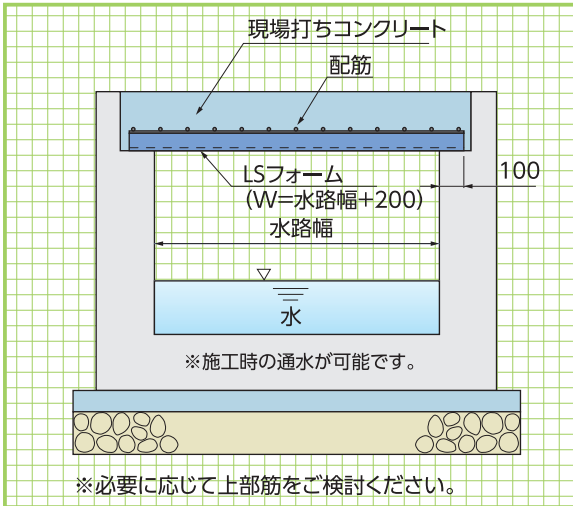 現場打ちコンクリート
配筋
LSフォーム
(W=水路幅+200)
100
水路幅
水
※施工時の通水が可能です。
※必要に応じて上部筋をご検討ください。